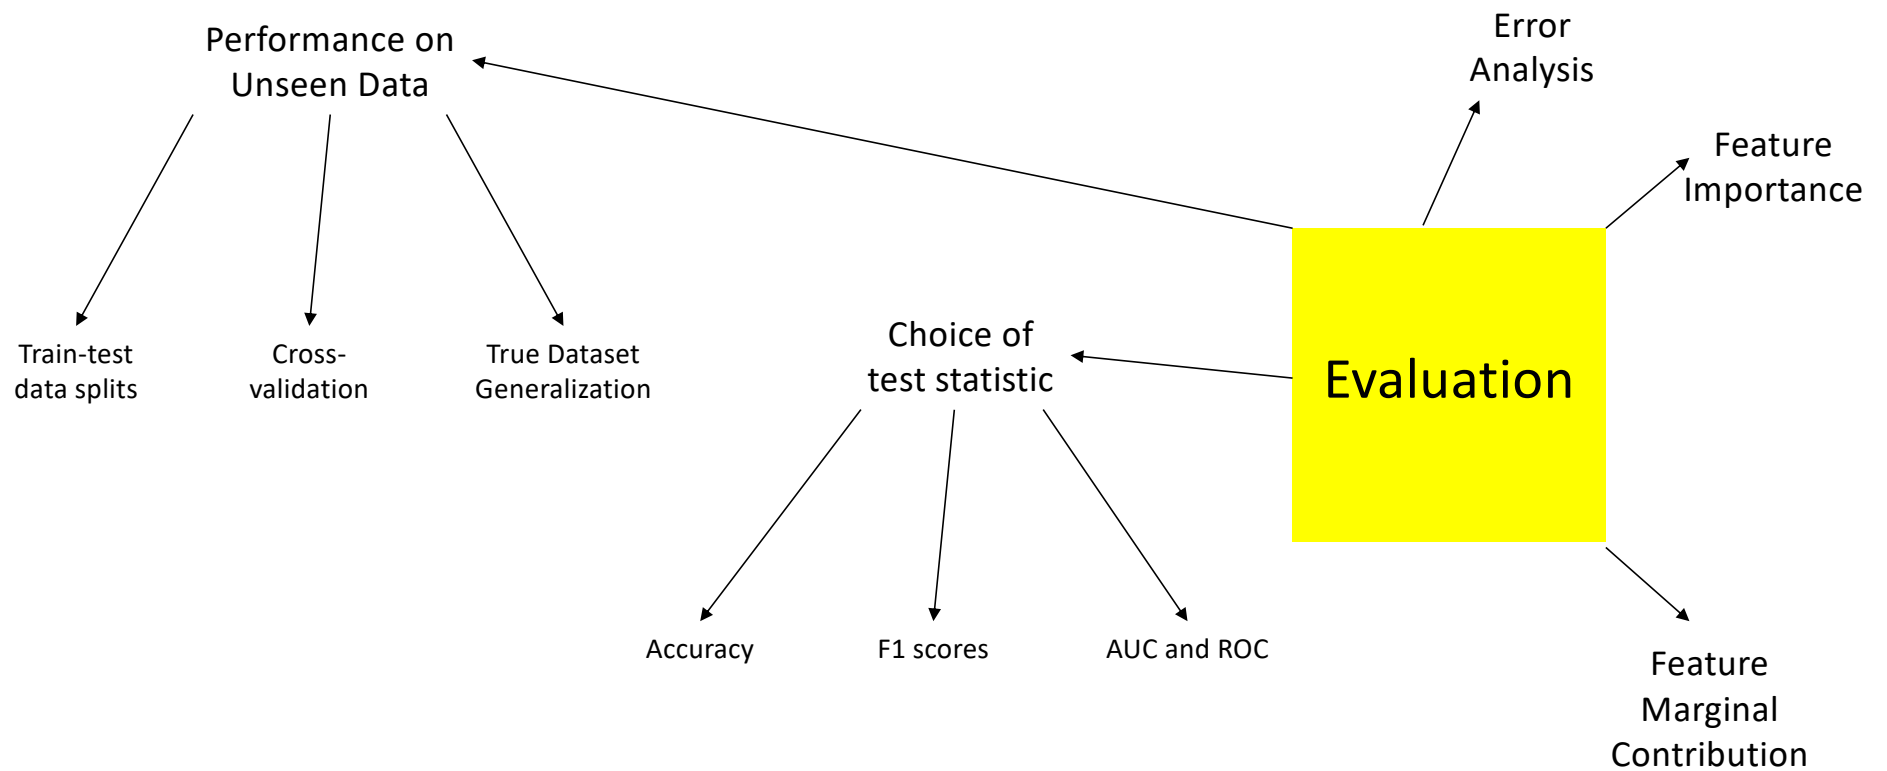 Performance on
Unseen Data
Error
Analysis
Feature
Importance
Train-test
data splits
Cross-
validation
True Dataset
Generalization
Choice of
test statistic
Evaluation
Accuracy
F1 scores
AUC and ROC
Feature
Marginal
Contribution